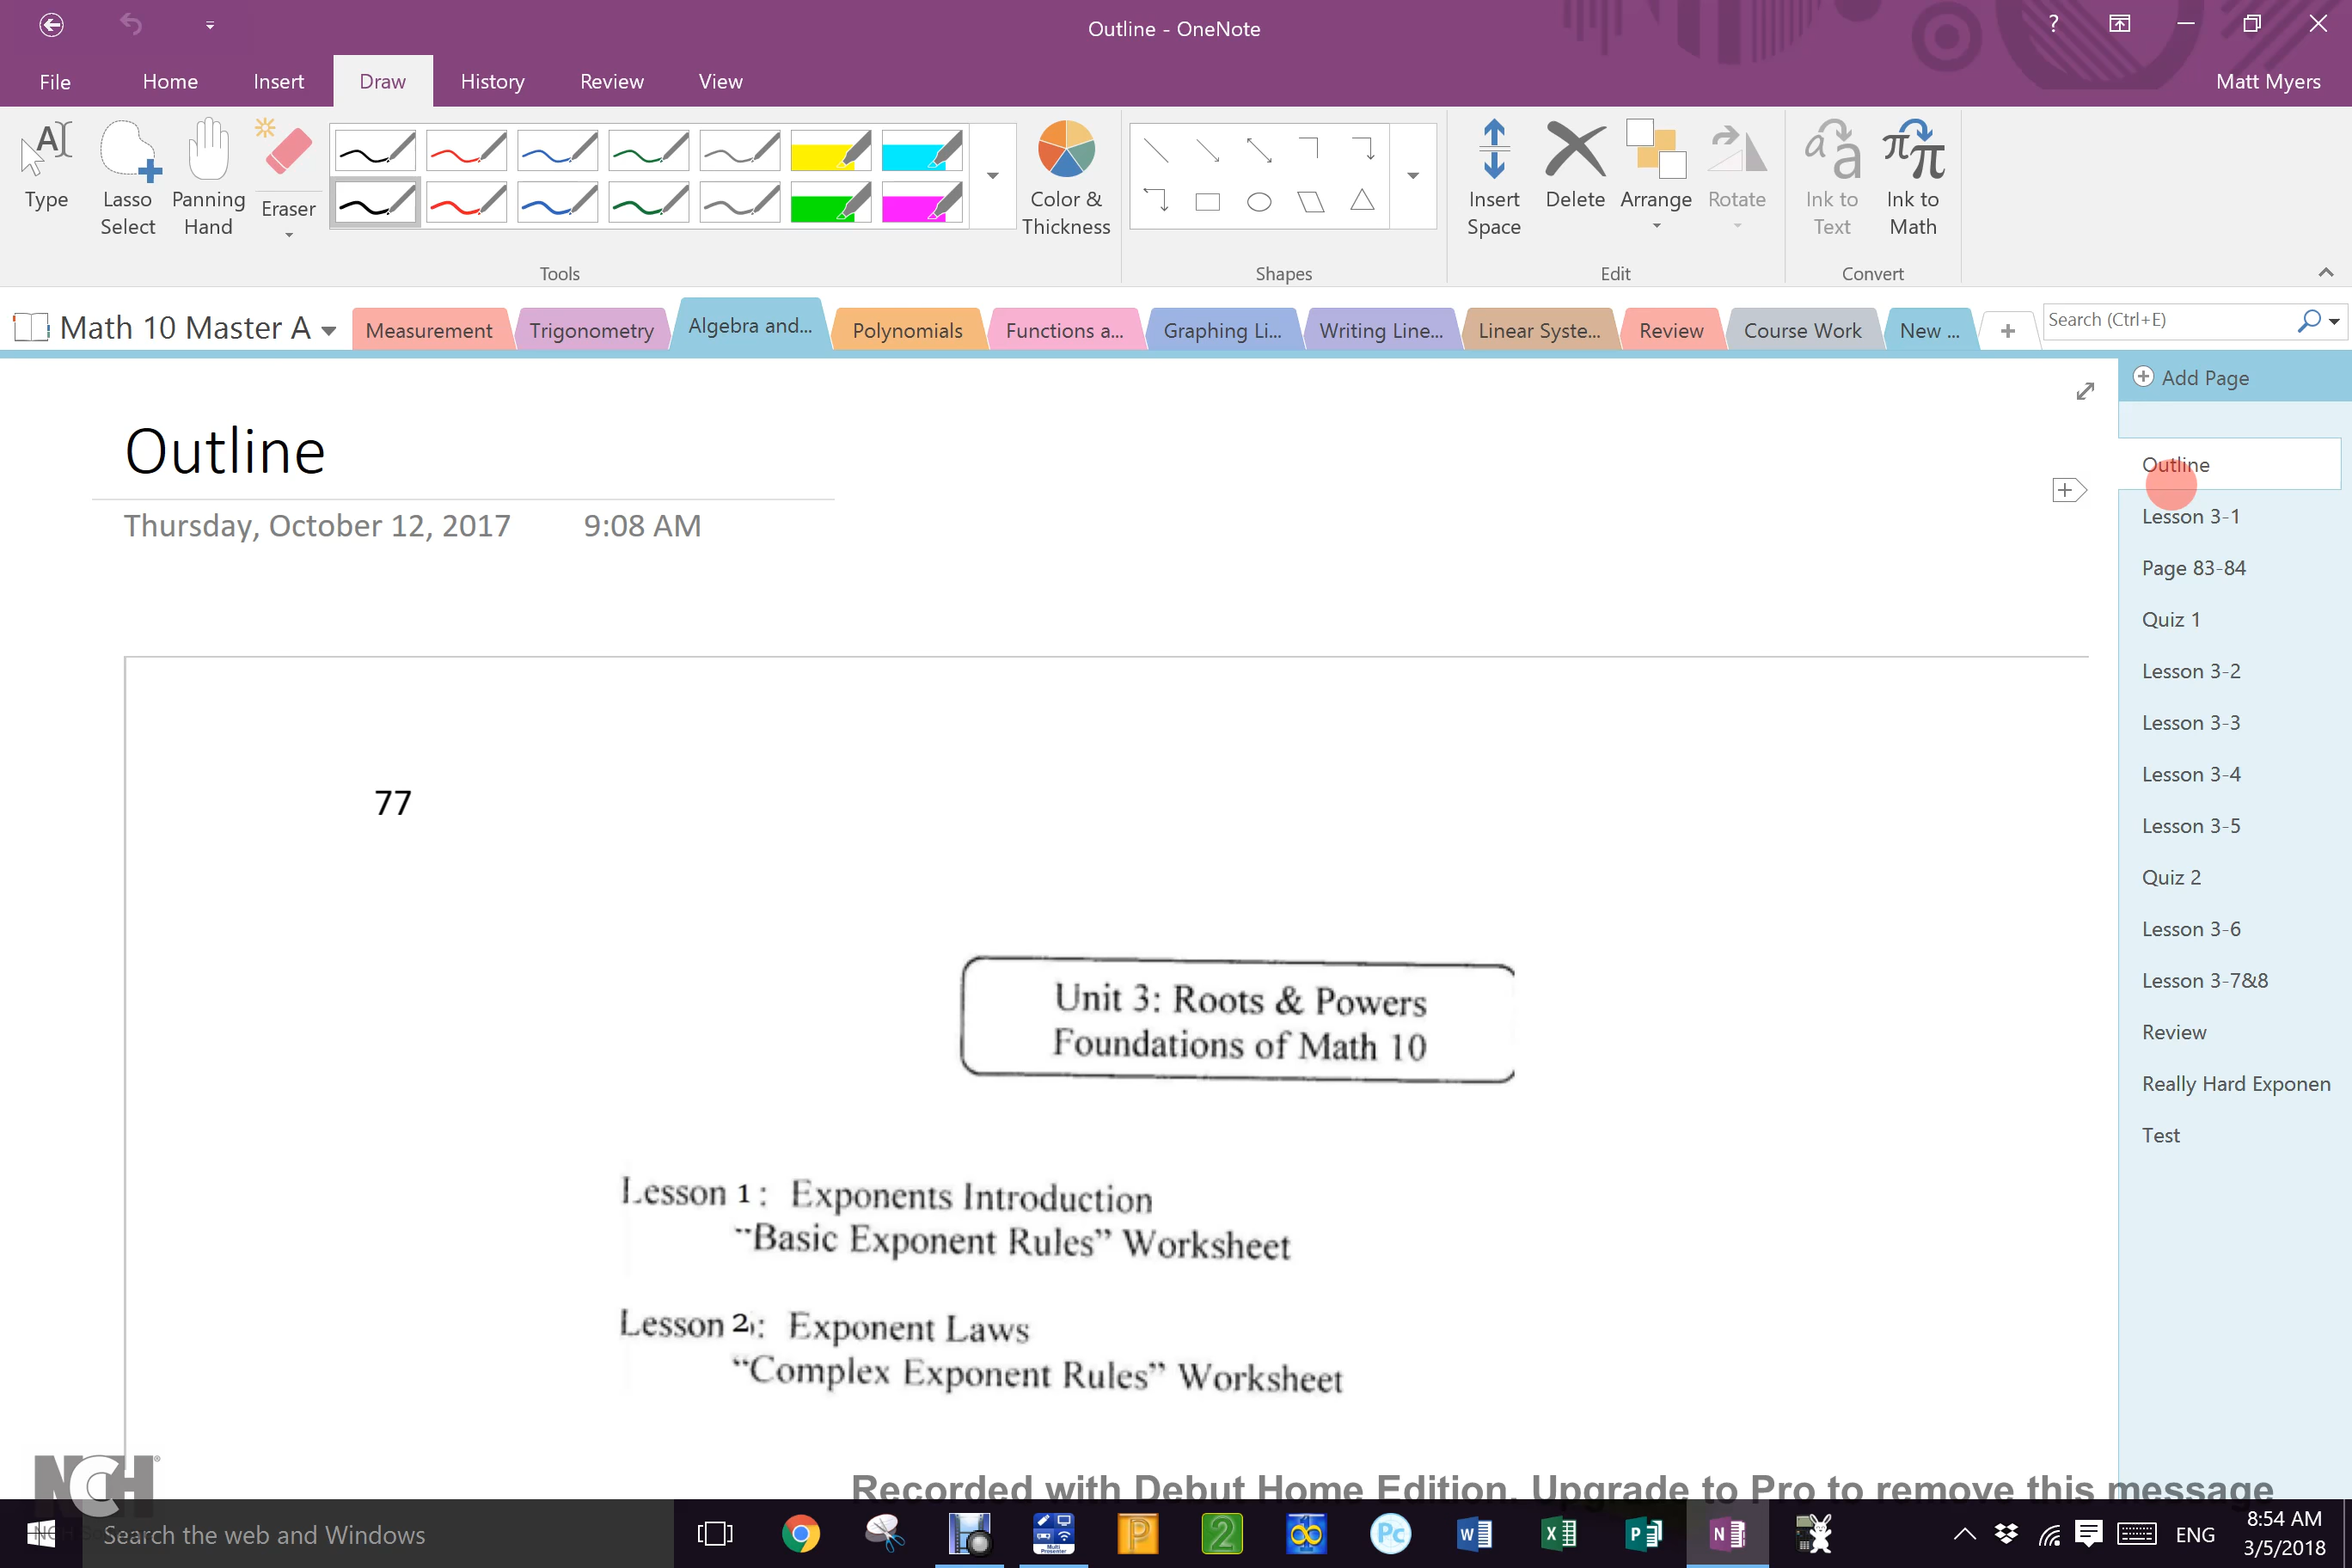 Outline - OneNote
?
File Home Insert Draw History Review View Matt Myers
Type
Lasso Select
Panning Hand
Eraser
Color & Thickness
Insert Space
Delete
Arrange
Rotate
Ink to Text
Ink to Math
Tools Shapes Edit Convert
Math 10 Master A Measurement Trigonometry Algebra and... Polynomials Functions a... Graphing Li... Writing Line... Linear Syste... Review Course Work New ... Search (Ctrl+E)
Add Page
Outline
Thursday, October 12, 2017 9:08 AM
77
Unit 3: Roots & Powers
Foundations of Math 10
Lesson 1: Exponents Introduction
"Basic Exponent Rules" Worksheet
Lesson 2: Exponent Laws
"Complex Exponent Rules" Worksheet
Outline
Lesson 3-1
Page 83-84
Quiz 1
Lesson 3-2
Lesson 3-3
Lesson 3-4
Lesson 3-5
Quiz 2
Lesson 3-6
Lesson 3-7&8
Review
Really Hard Exponen
Test
NCH
Recorded with Debut Home Edition. Upgrade to Pro to remove this message
Search the web and Windows
ENG
8:54 AM
3/5/2018